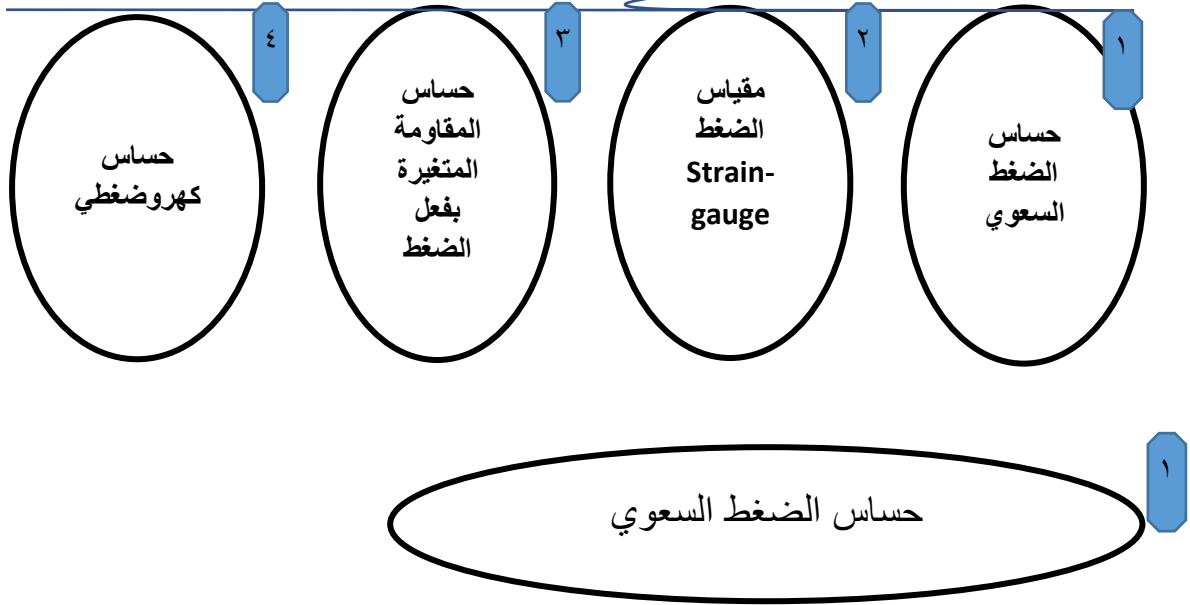 ١
حساس
الضغط
السعوي
٢
مقياس
الضغط
Strain-
gauge
٣
حساس
المقاومة
المتغيرة
بفعل
الضغط
٤
حساس
كهروضغطي
١
حساس الضغط السعوي